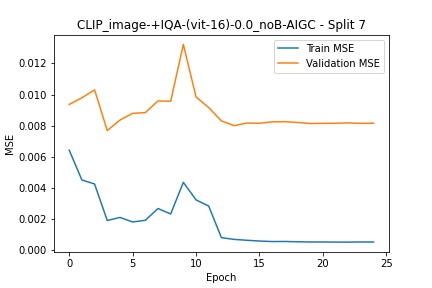 CLIP_image-+IQA-(vit-16)-0.0_noB-AIGC - Split 7
Train MSE
Validation MSE
MSE
0.012
0.010
0.008
0.006
0.004
0.002
0.000
0
5
10
15
20
25
Epoch